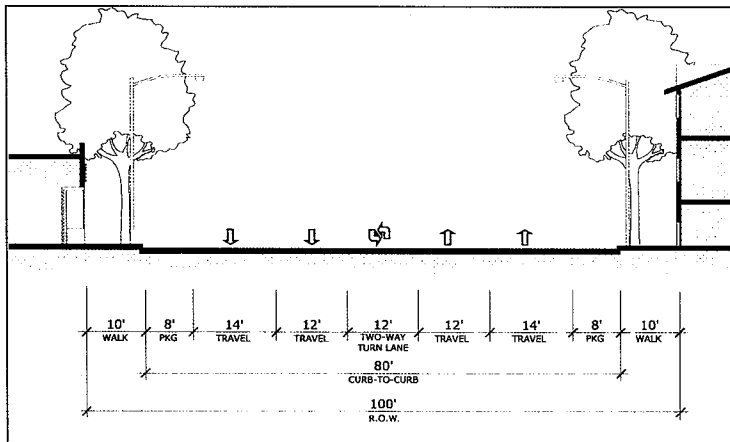 10' 8' 14' 12' 12' 12' 14' 8' 10'
WALK PKG TRAVEL TRAVEL TWO-WAY TRAVEL TRAVEL PKG WALK
TURN LANE
80'
CURB-TO-CURB
100'
R.O.W.